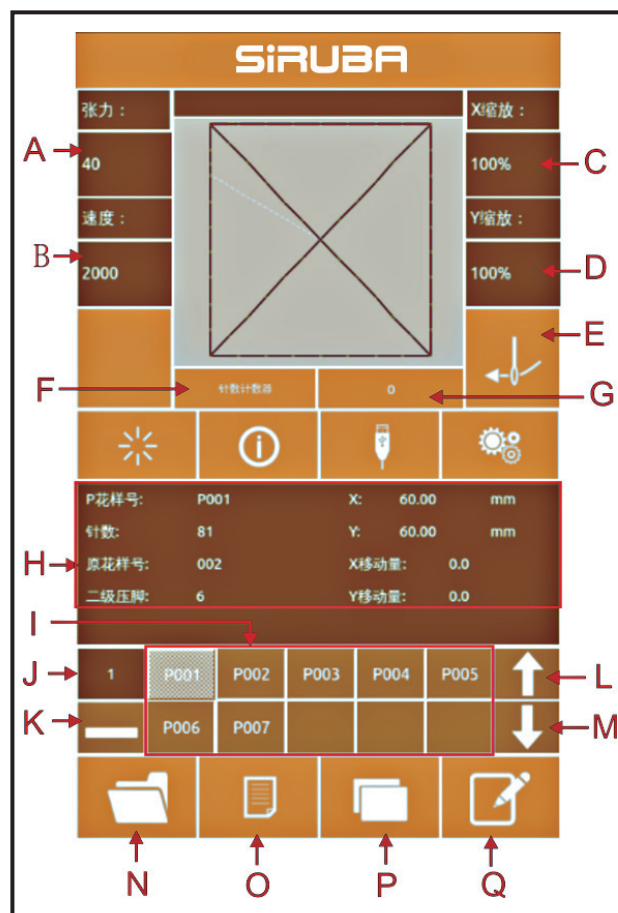 SiRUBA
张力： X缩放：
A 40 100% C
速度： Y缩放：
B 2000 100% D
E
F 针数计数器 0 G
P花样号: P001 X: 60.00 mm
针数: 81 Y: 60.00 mm
H 原花样号: 002 X移动量: 0.0
二级压脚: 6 Y移动量: 0.0
I
J 1 P001 P002 P003 P004 P005 L
K P006 P007 M
N O P Q